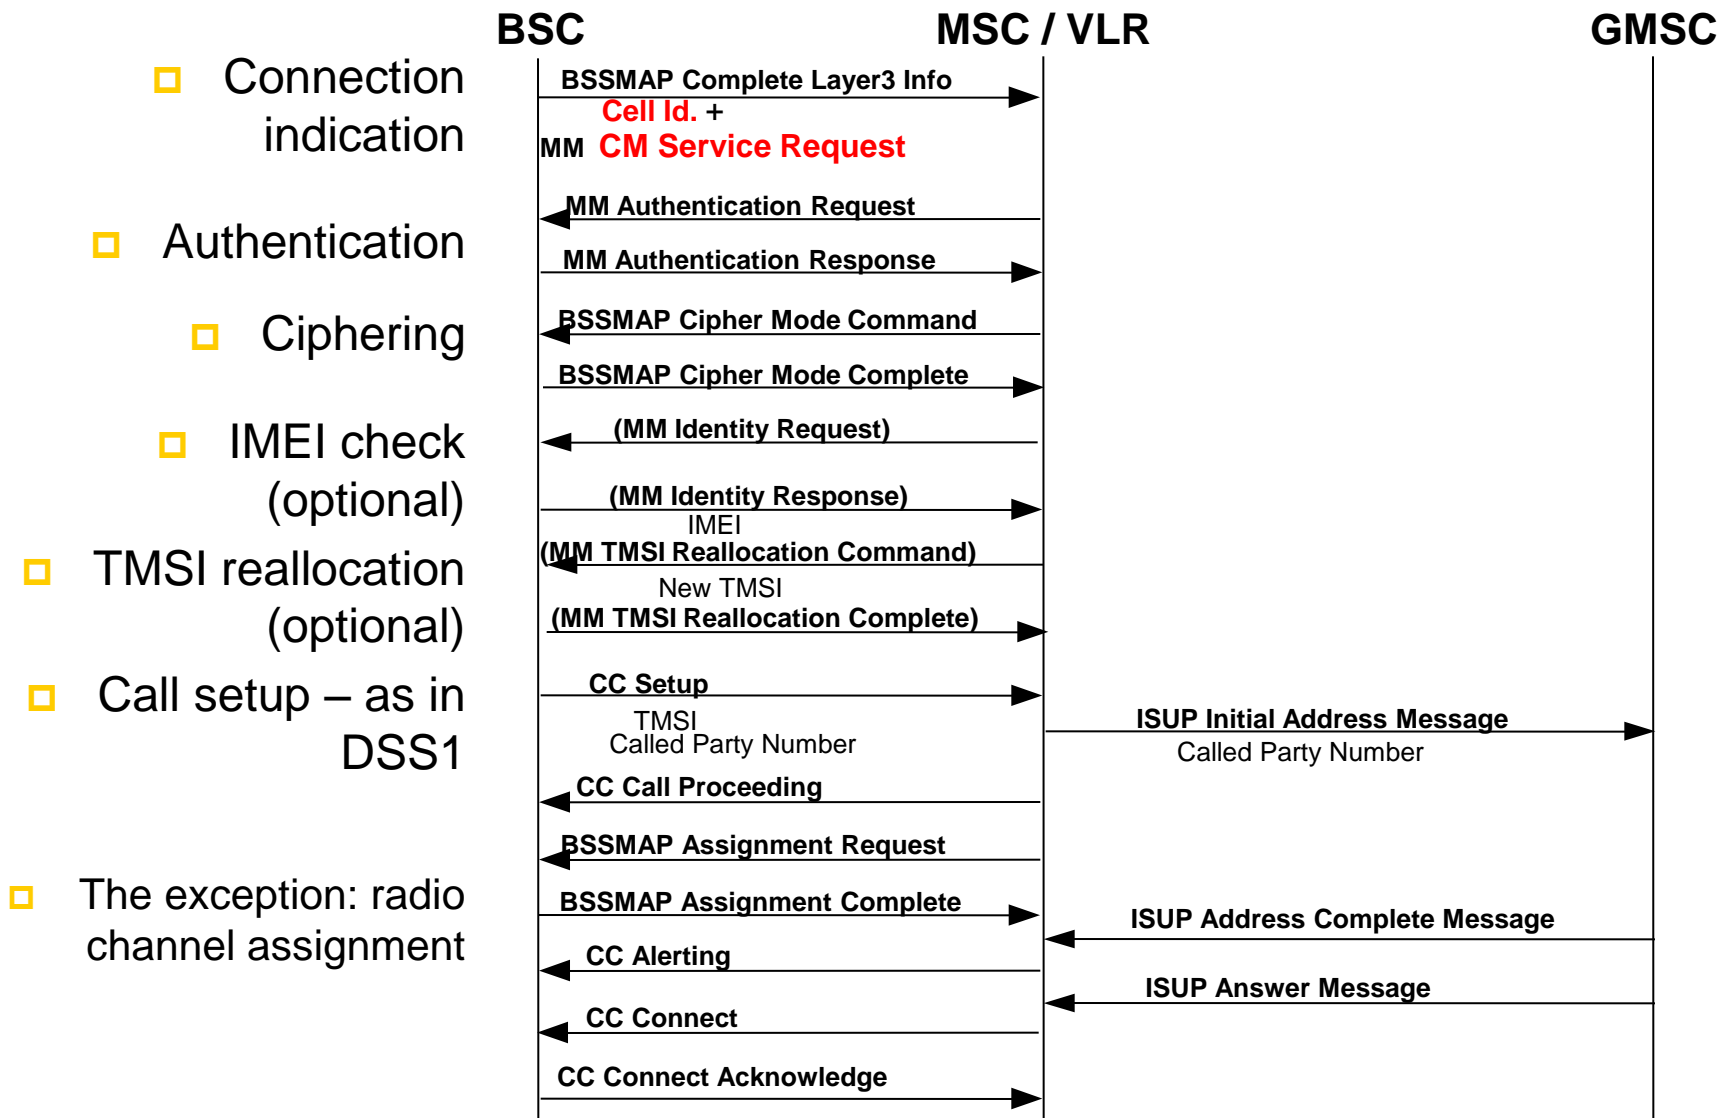 BSC
MSC / VLR
GMSC
Connection
indication
BSSMAP Complete Layer3 Info
Cell Id. +
MM CM Service Request
Authentication
MM Authentication Request
MM Authentication Response
Ciphering
BSSMAP Cipher Mode Command
BSSMAP Cipher Mode Complete
IMEI check
(optional)
(MM Identity Request)
(MM Identity Response)
IMEI
TMSI reallocation
(optional)
(MM TMSI Reallocation Command)
New TMSI
(MM TMSI Reallocation Complete)
Call setup – as in
DSS1
CC Setup
TMSI
Called Party Number
ISUP Initial Address Message
Called Party Number
CC Call Proceeding
BSSMAP Assignment Request
The exception: radio
channel assignment
BSSMAP Assignment Complete
ISUP Address Complete Message
CC Alerting
ISUP Answer Message
CC Connect
CC Connect Acknowledge